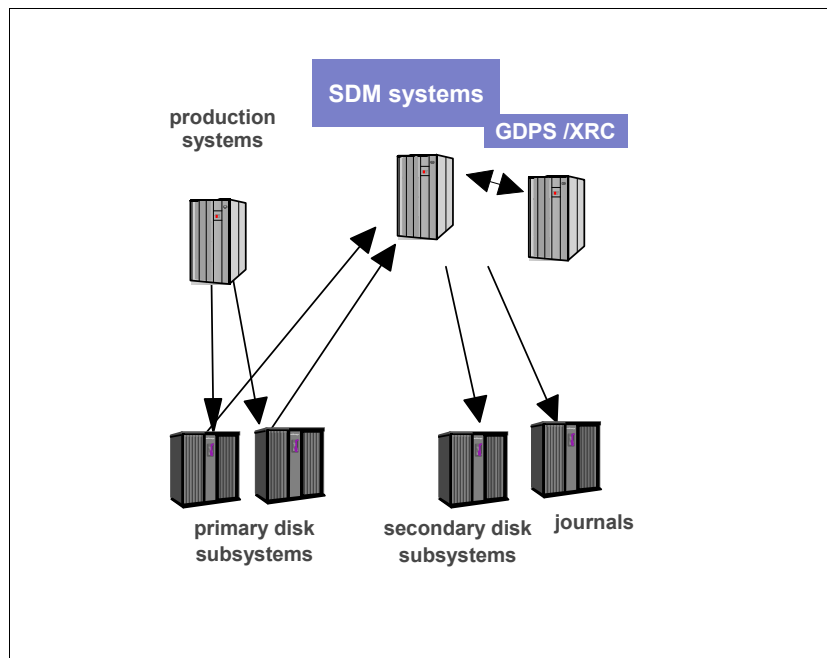 SDM systems
production
systems
GDPS /XRC
primary disk
subsystems
secondary disk
subsystems
journals